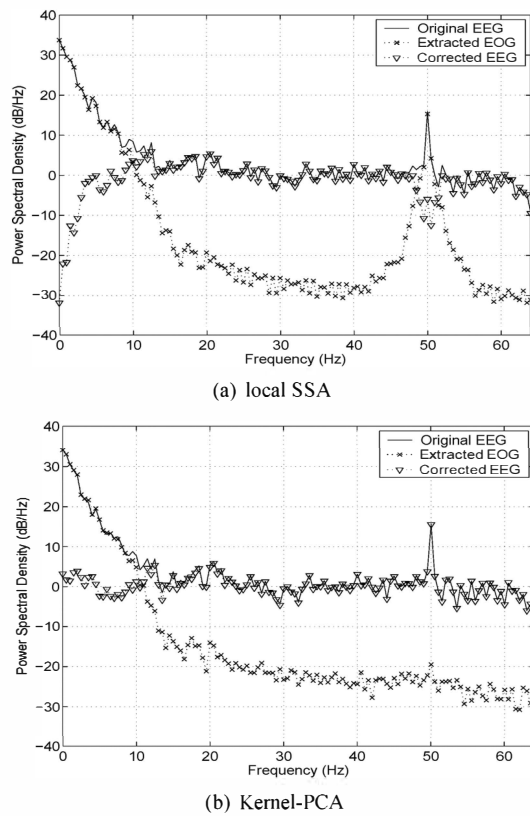 40
30
20
10
0
−10
−20
−30
−40
Power Spectral Density (dB/Hz)
Original EEG
Extracted EOG
Corrected EEG
0 10 20 30 40 50 60
Frequency (Hz)
(a) local SSA
40
30
20
10
0
−10
−20
−30
−40
Power Spectral Density (dB/Hz)
Original EEG
Extracted EOG
Corrected EEG
0 10 20 30 40 50 60
Frequency (Hz)
(b) Kernel-PCA